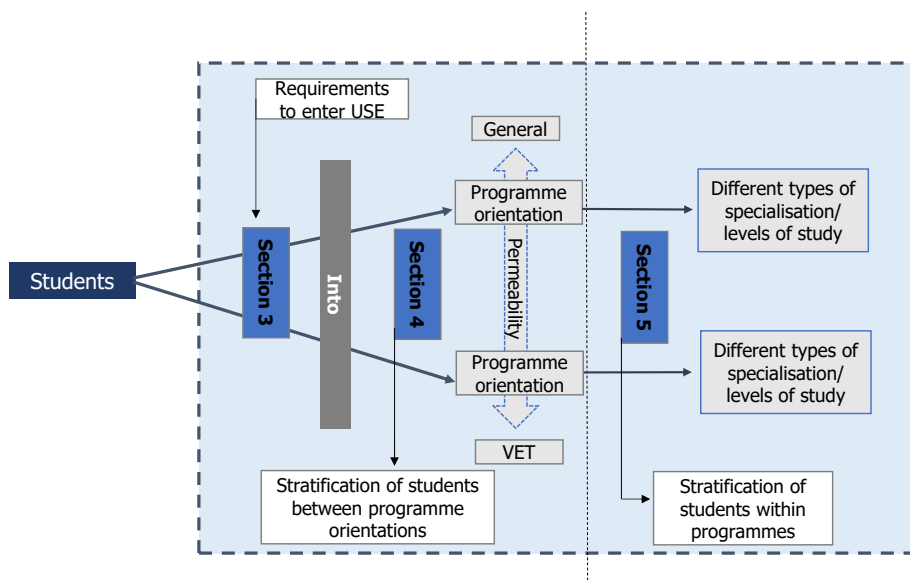 Requirements
to enter USE
General
Programme
orientation
Different types of
specialisation/
levels of study
Students
Section 3
Into
Section 4
Permeability
Section 5
Programme
orientation
Different types of
specialisation/
levels of study
VET
Stratification of students
between programme
orientations
Stratification of
students within
programmes